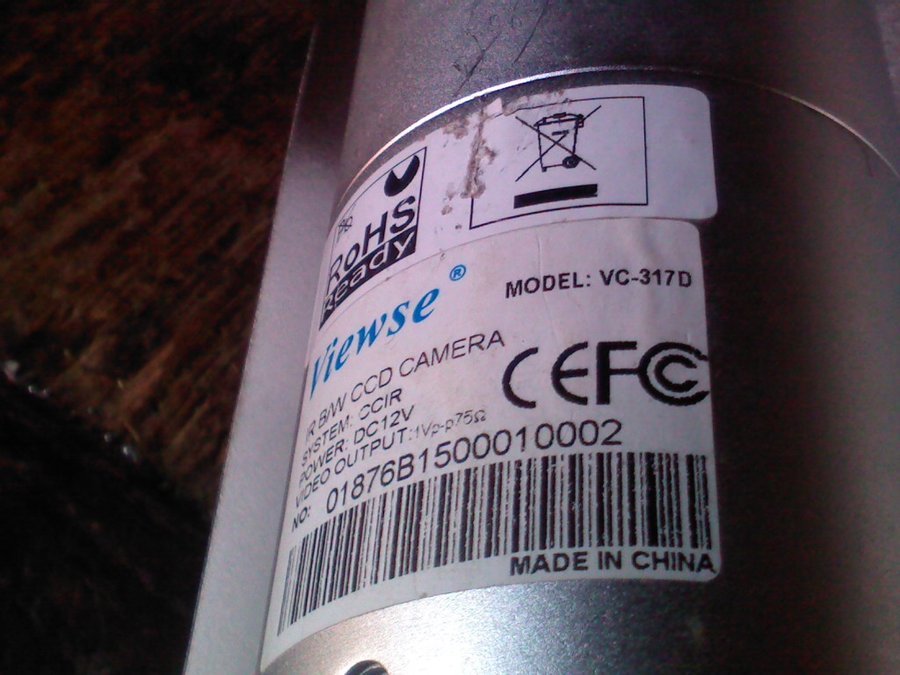 RoHS
Ready
Viewse®
MODEL: VC-317D
IR B/W CCD CAMERA
SYSTEM: CCIR
POWER: DC12V
VIDEO OUTPUT:1Vp-p75Ω
CE FC
NO: 01876B1500010002
MADE IN CHINA